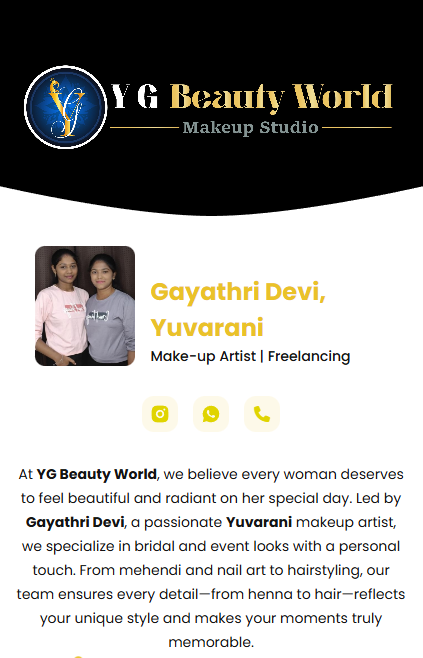 YG
Y G Beauty World
Makeup Studio
Gayathri Devi,
Yuvarani
Make-up Artist | Freelancing
At YG Beauty World, we believe every woman deserves
to feel beautiful and radiant on her special day. Led by
Gayathri Devi, a passionate Yuvarani makeup artist,
we specialize in bridal and event looks with a personal
touch. From mehendi and nail art to hairstyling, our
team ensures every detail—from henna to hair—reflects
your unique style and makes your moments truly
memorable.